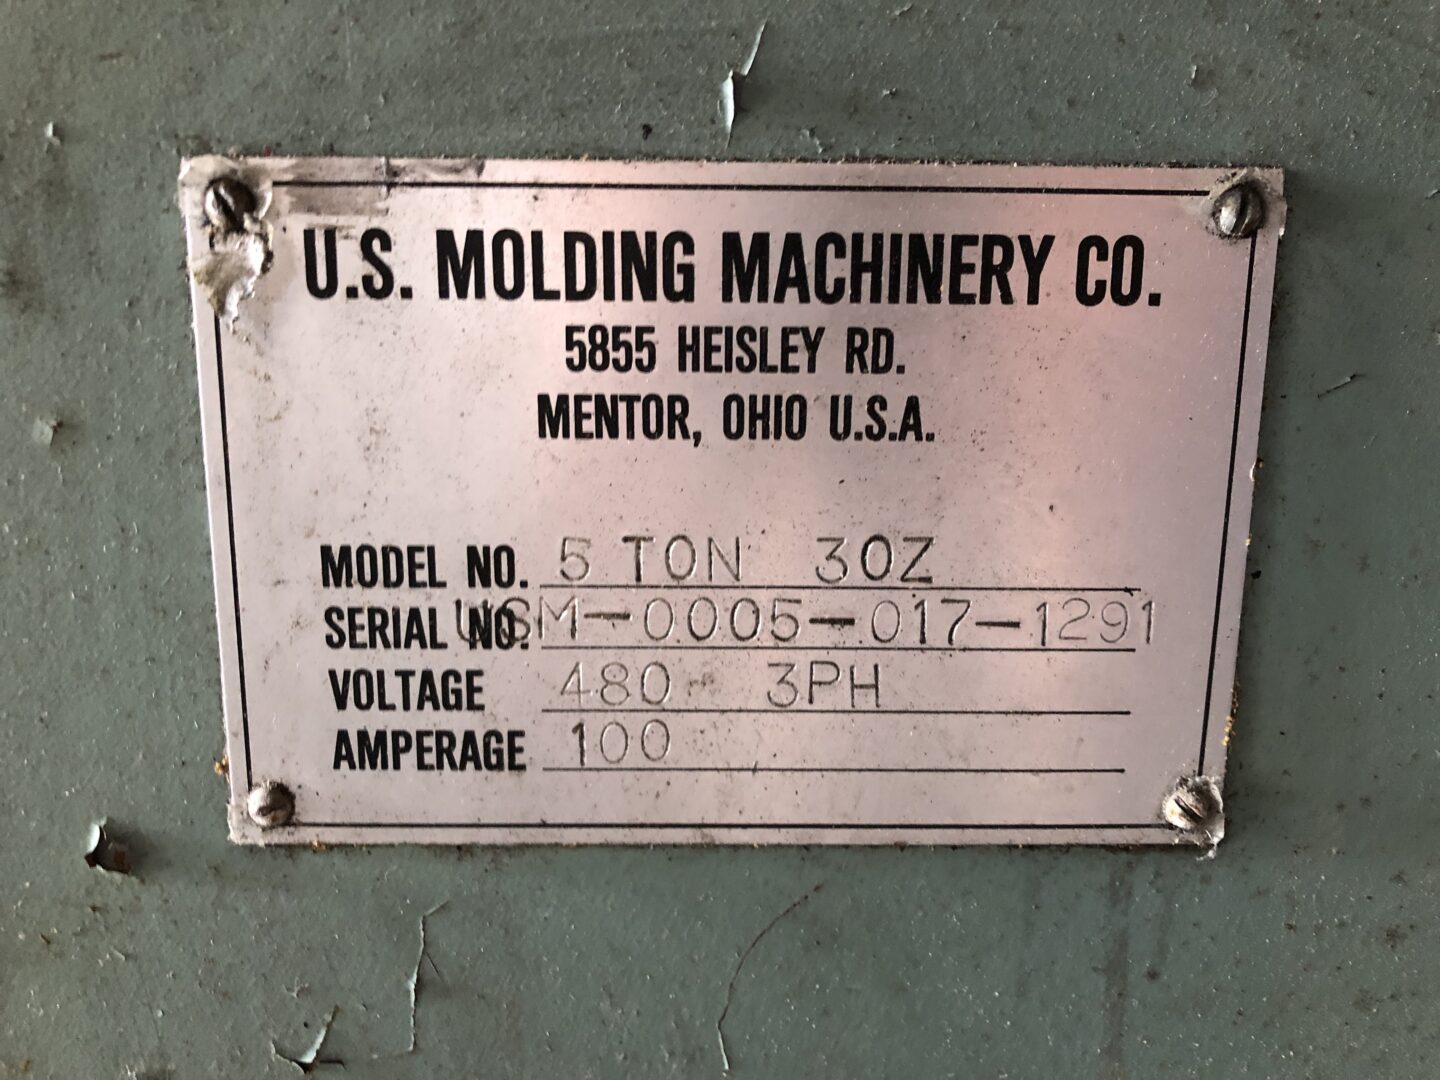 U.S. MOLDING MACHINERY CO.
5855 HEISLEY RD.
MENTOR, OHIO U.S.A.
MODEL NO. 5 TON 30Z
SERIAL NO. USM-0005-017-1291
VOLTAGE 480 3PH
AMPERAGE 100